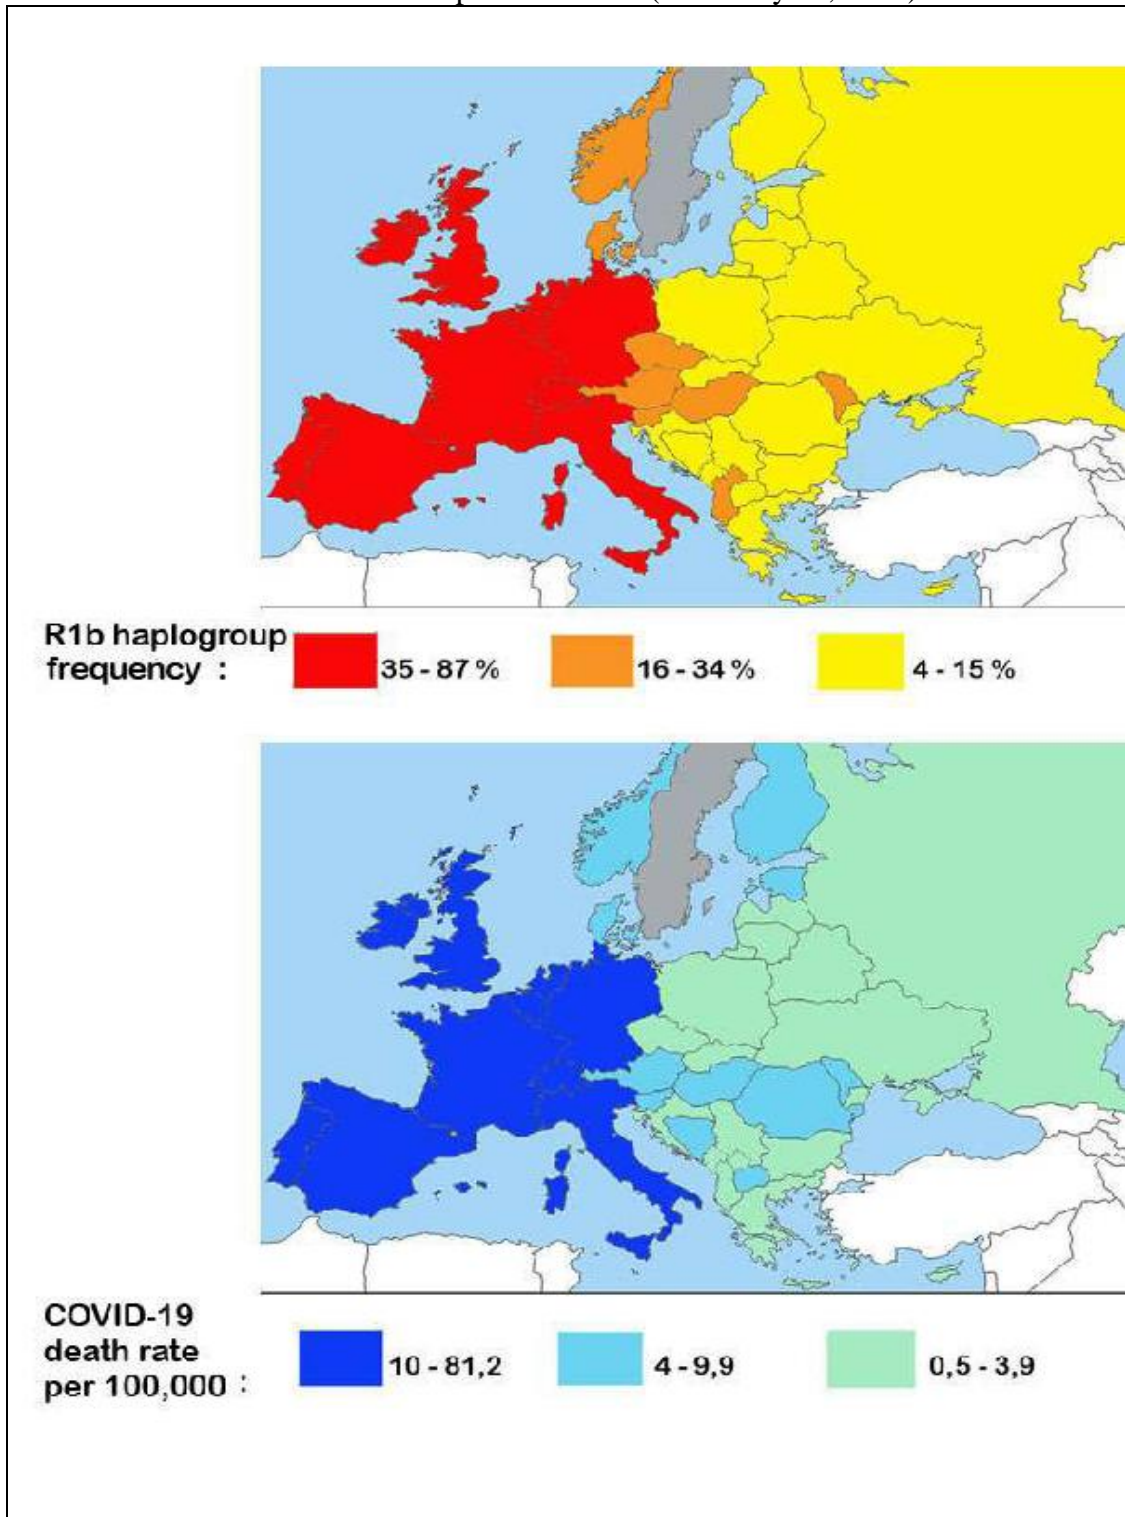 R1b haplogroup
frequency :
35 - 87 %
16 - 34 %
4 - 15 %
COVID-19
death rate
per 100,000 :
10 - 81,2
4 - 9,9
0,5 - 3,9